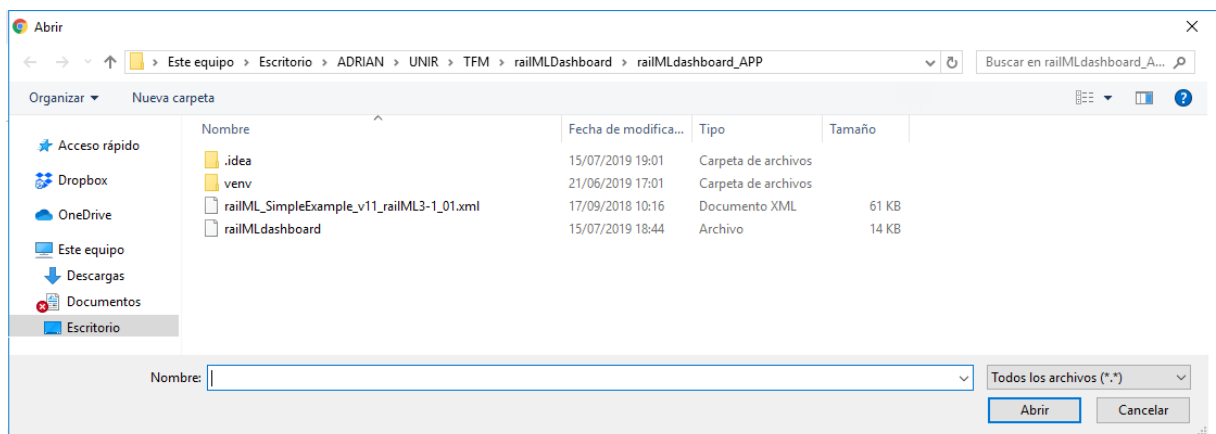 Abrir
Este equipo > Escritorio > ADRIAN > UNIR > TFM > railMLDashboard > railMLdashboard_APP
Buscar en railMLdashboard_A...
Organizar
Nueva carpeta
Nombre Fecha de modifica... Tipo Tamaño
Acceso rápido
Dropbox
OneDrive
Este equipo
Descargas
Documentos
Escritorio
.idea 15/07/2019 19:01 Carpeta de archivos
venv 21/06/2019 17:01 Carpeta de archivos
railML_SimpleExample_v11_railML3-1_01.xml 17/09/2018 10:16 Documento XML 61 KB
railMLdashboard 15/07/2019 18:44 Archivo 14 KB
Nombre:
Todos los archivos (*.*)
Abrir Cancelar